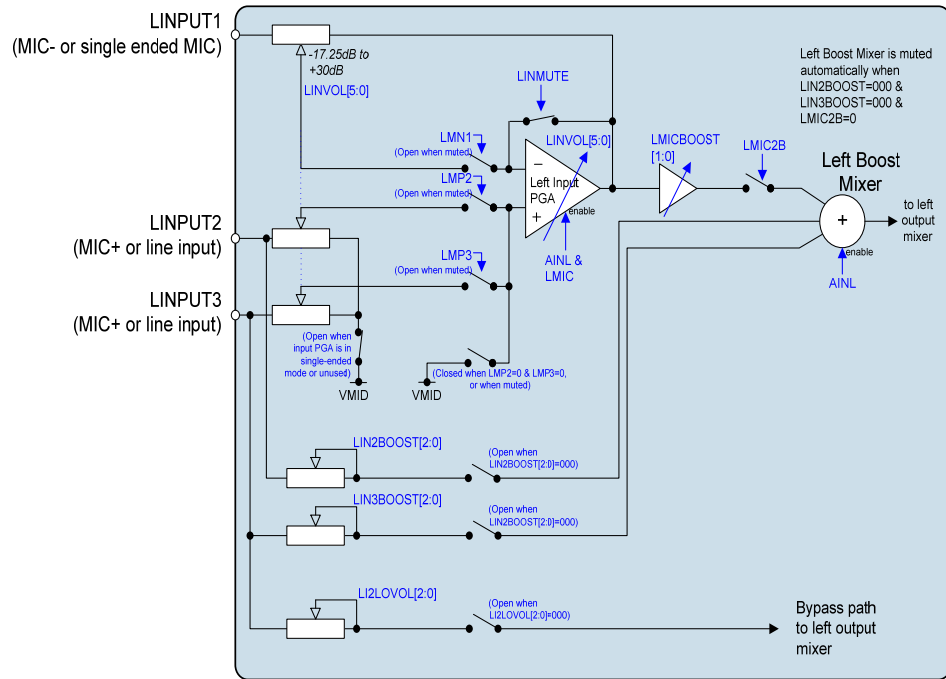 LINPUT1
(MIC- or single ended MIC)
-17.25dB to
+30dB
LINVOL[5:0]
LINMUTE
Left Boost Mixer is muted
automatically when
LIN2BOOST=000 &
LIN3BOOST=000 &
LMIC2B=0
LMN1
(Open when muted)
LINVOL[5:0]
LMICBOOST
[1:0]
LMIC2B
Left Boost
Mixer
LMP2
(Open when muted)
−
Left Input
PGA
+
enable
AINL &
LMIC
+
enable
AINL
to left
output
mixer
LINPUT2
(MIC+ or line input)
LMP3
(Open when muted)
LINPUT3
(MIC+ or line input)
(Open when
input PGA is in
single-ended
mode or unused)
VMID
(Closed when LMP2=0 & LMP3=0,
or when muted)
VMID
LIN2BOOST[2:0]
(Open when
LIN2BOOST[2:0]=000)
LIN3BOOST[2:0]
(Open when
LIN2BOOST[2:0]=000)
LI2LOVOL[2:0]
(Open when
LI2LOVOL[2:0]=000)
Bypass path
to left output
mixer